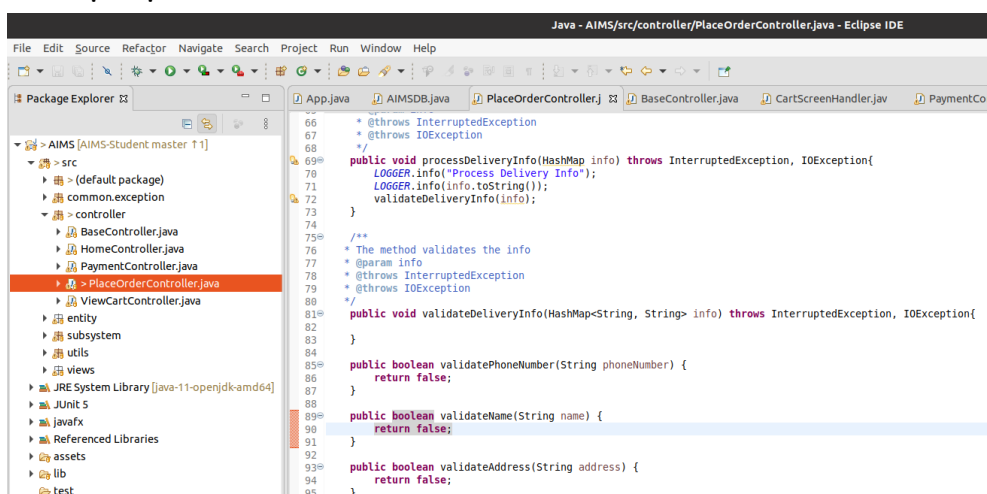 Java - AIMS/src/controller/PlaceOrderController.java - Eclipse IDE
File Edit Source Refactor Navigate Search Project Run Window Help
Package Explorer
App.java AIMSDB.java PlaceOrderController.j BaseController.java CartScreenHandler.jav PaymentCo
> AIMS [AIMS-Student master ↑1]
> src
> (default package)
common.exception
> controller
BaseController.java
HomeController.java
PaymentController.java
> PlaceOrderController.java
ViewCartController.java
entity
subsystem
utils
views
JRE System Library [java-11-openjdk-amd64]
JUnit 5
javafx
Referenced Libraries
assets
lib
test
66 * @throws InterruptedException
67 * @throws IOException
68 */
69 public void processDeliveryInfo(HashMap info) throws InterruptedException, IOException{
70 LOGGER.info("Process Delivery Info");
71 LOGGER.info(info.toString());
72 validateDeliveryInfo(info);
73 }
74
75 /**
76 * The method validates the info
77 * @param info
78 * @throws InterruptedException
79 * @throws IOException
80 */
81 public void validateDeliveryInfo(HashMap<String, String> info) throws InterruptedException, IOException{
82
83 }
84
85 public boolean validatePhoneNumber(String phoneNumber) {
86 return false;
87 }
88
89 public boolean validateName(String name) {
90 return false;
91 }
92
93 public boolean validateAddress(String address) {
94 return false;
95 }